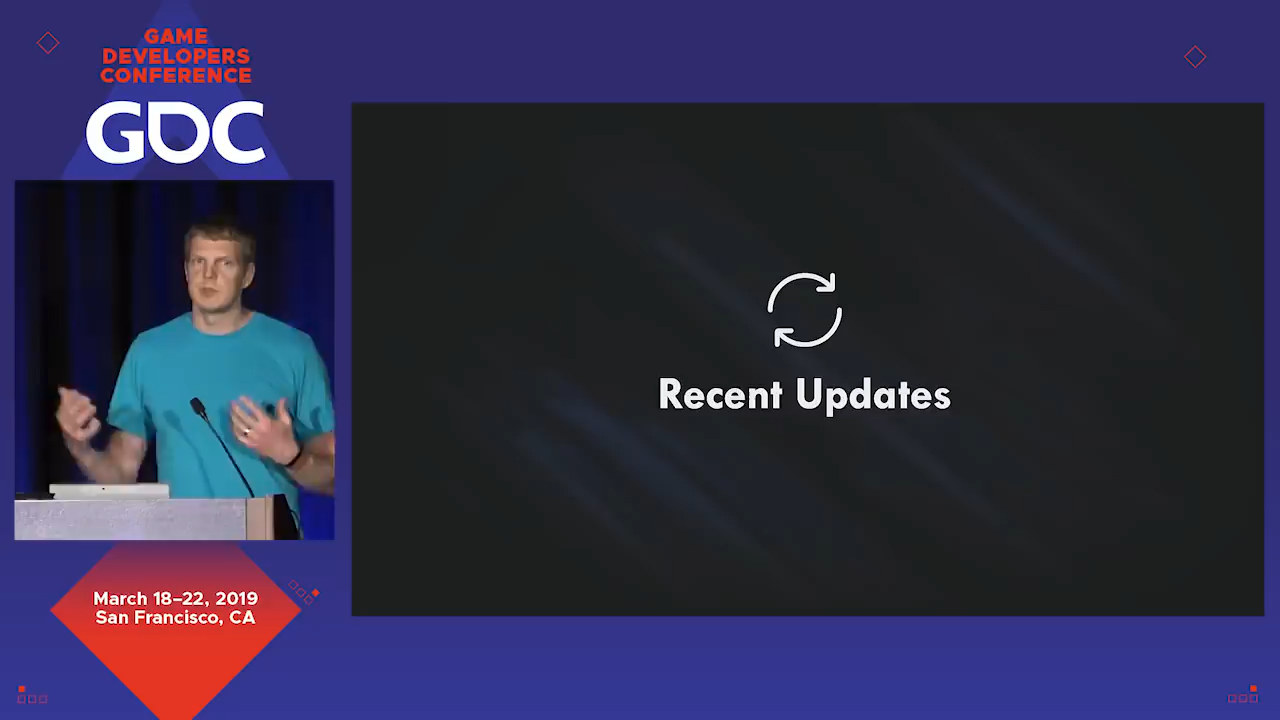 GAME
DEVELOPERS
CONFERENCE
GDC
Recent Updates
March 18–22, 2019
San Francisco, CA